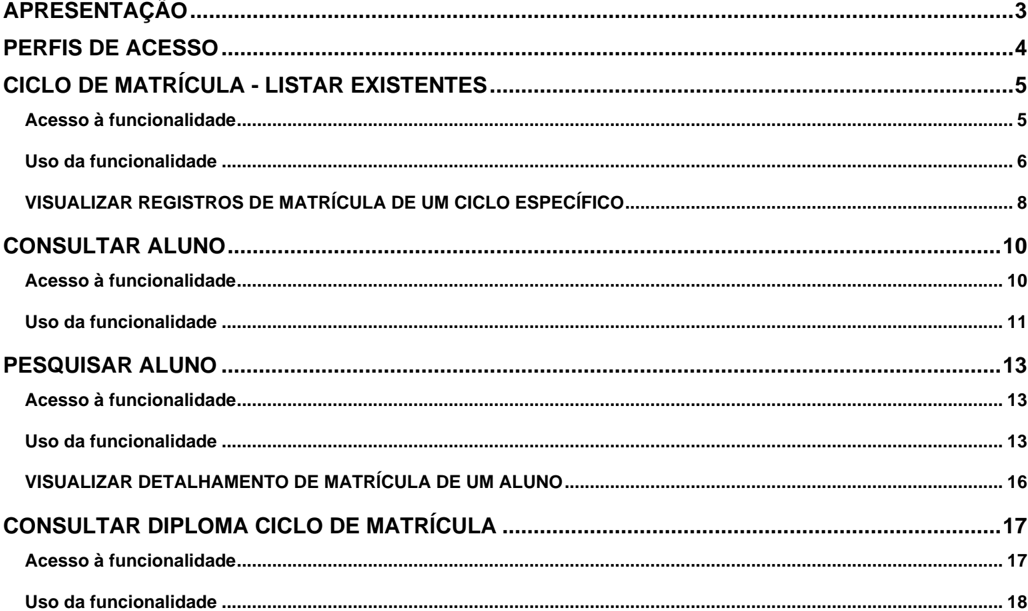 APRESENTAÇÃO.....................................................................................................3
PERFIS DE ACESSO.................................................................................................4
CICLO DE MATRÍCULA - LISTAR EXISTENTES...........................................................5
Acesso à funcionalidade............................................................................................ 5
Uso da funcionalidade ............................................................................................... 6
VISUALIZAR REGISTROS DE MATRÍCULA DE UM CICLO ESPECÍFICO........................ 8
CONSULTAR ALUNO...............................................................................................10
Acesso à funcionalidade............................................................................................ 10
Uso da funcionalidade ............................................................................................... 11
PESQUISAR ALUNO ................................................................................................13
Acesso à funcionalidade............................................................................................ 13
Uso da funcionalidade ............................................................................................... 13
VISUALIZAR DETALHAMENTO DE MATRÍCULA DE UM ALUNO.................................. 16
CONSULTAR DIPLOMA CICLO DE MATRÍCULA ........................................................17
Acesso à funcionalidade............................................................................................ 17
Uso da funcionalidade ............................................................................................... 18